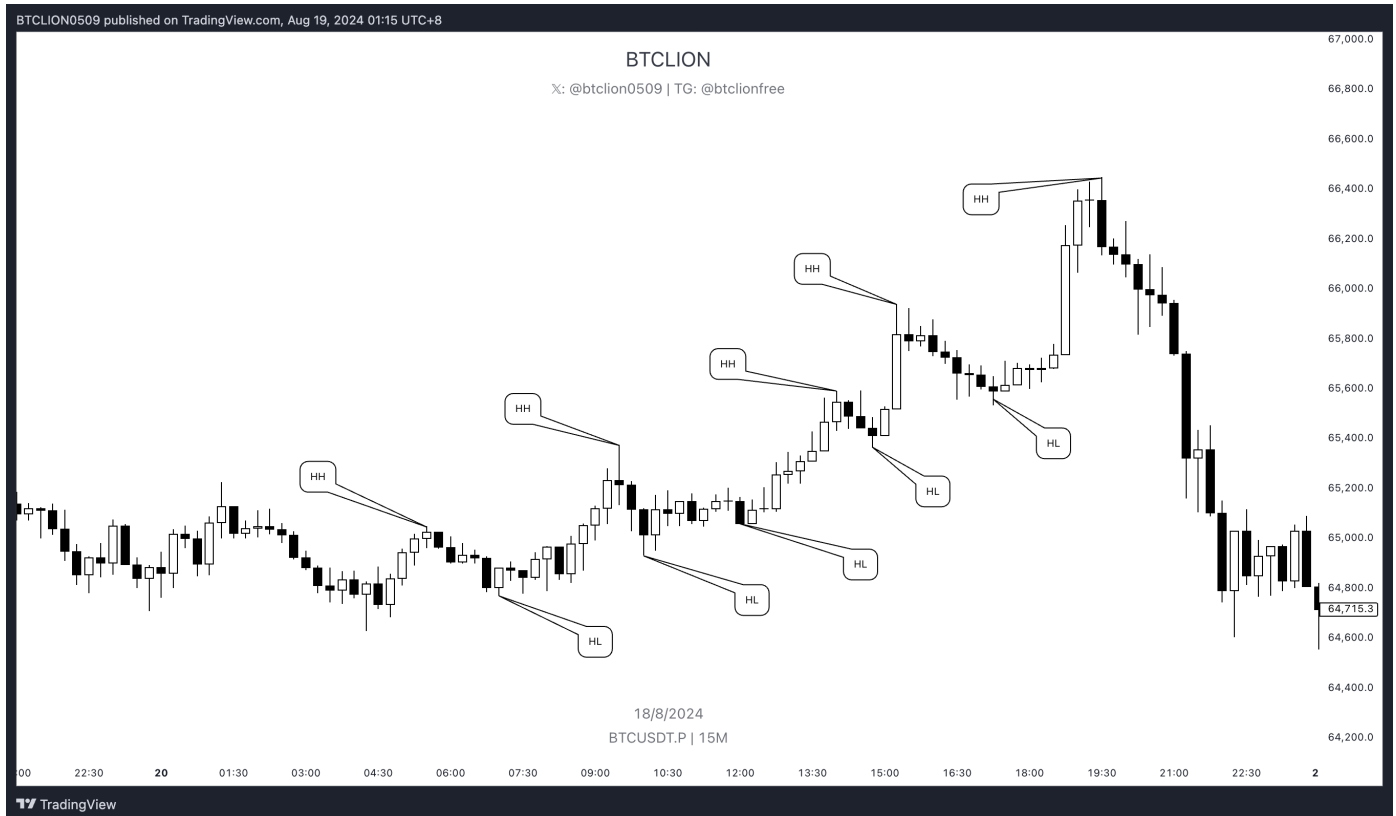 BTCLION0509 published on TradingView.com, Aug 19, 2024 01:15 UTC+8
BTCLION
𝕏: @btclion0509 | TG: @btclionfree
67,000.0
66,800.0
66,600.0
66,400.0
66,200.0
66,000.0
65,800.0
65,600.0
65,400.0
65,200.0
65,000.0
64,800.0
64,715.3
64,600.0
64,400.0
64,200.0
HH
HH
HH
HH
HH
HL
HL
HL
HL
HL
18/8/2024
BTCUSDT.P | 15M
:00 22:30 20 01:30 03:00 04:30 06:00 07:30 09:00 10:30 12:00 13:30 15:00 16:30 18:00 19:30 21:00 22:30 2
TradingView